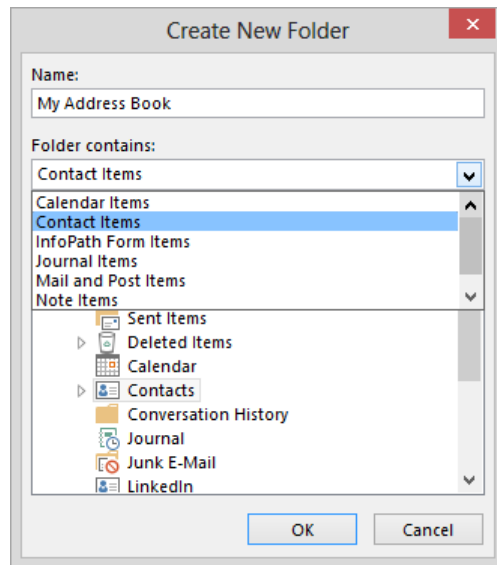 Create New Folder
Name:
My Address Book
Folder contains:
Contact Items
Calendar Items
Contact Items
InfoPath Form Items
Journal Items
Mail and Post Items
Note Items
Sent Items
Deleted Items
Calendar
Contacts
Conversation History
Journal
Junk E-Mail
LinkedIn
OK Cancel